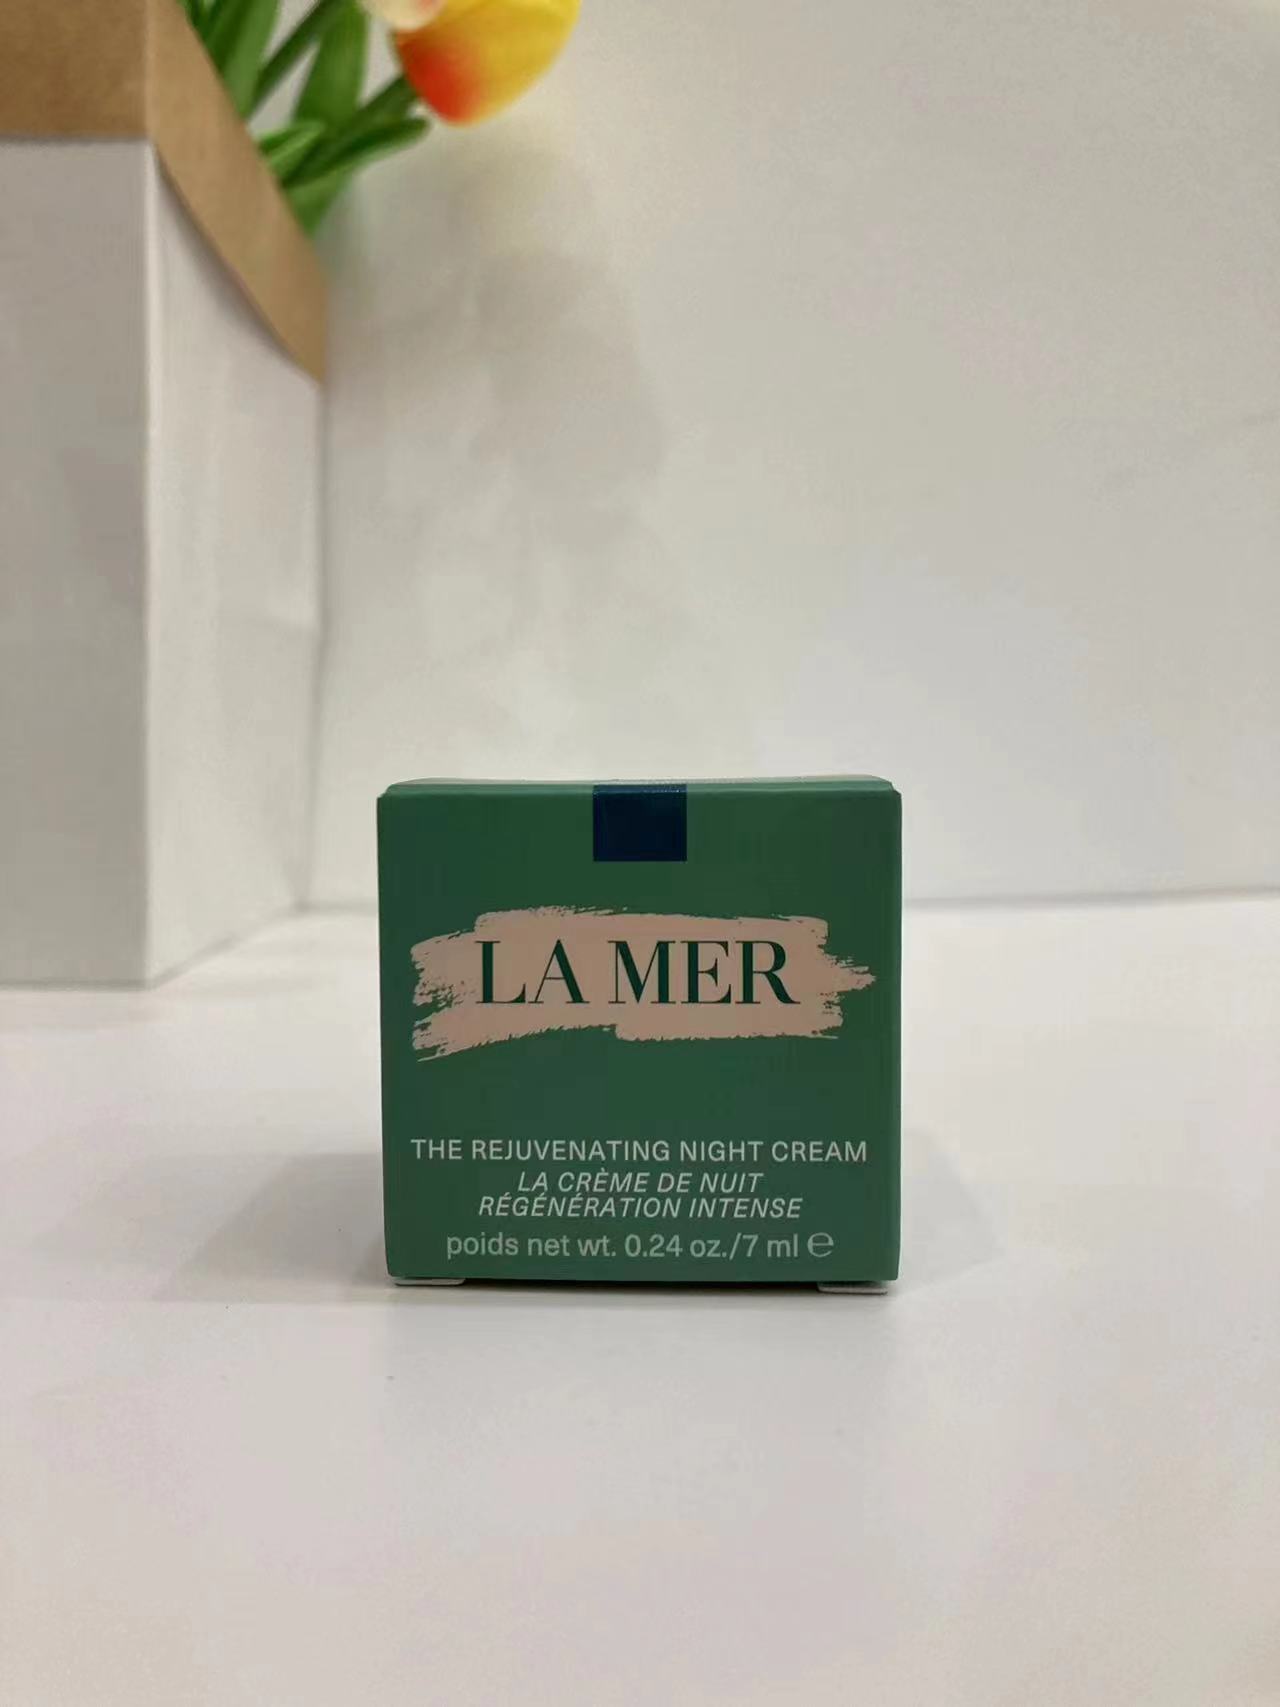 LA MER
THE REJUVENATING NIGHT CREAM
LA CRÈME DE NUIT
RÉGÉNÉRATION INTENSE
poids net wt. 0.24 oz./7 ml ℮